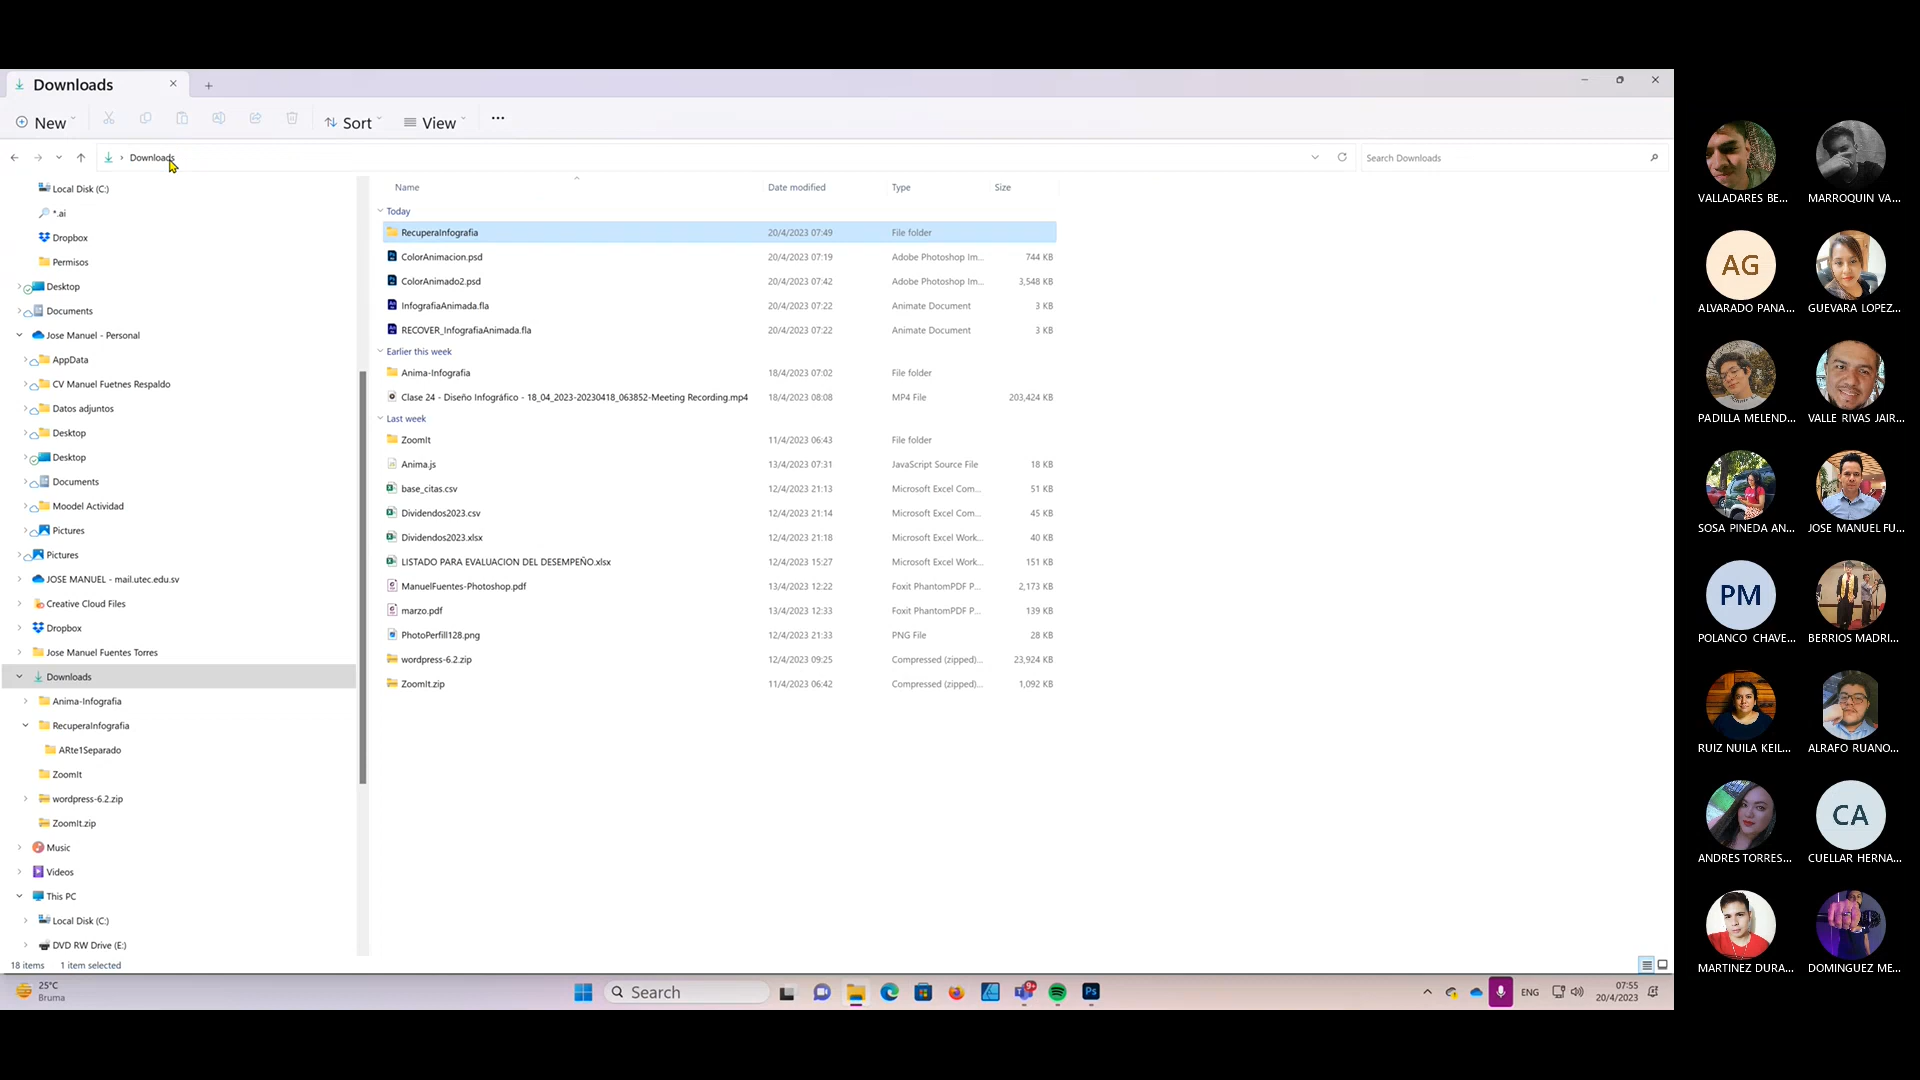 Downloads
New
Sort
View
Downloads
Search Downloads
Local Disk (C:)
*.ai
Dropbox
Permisos
Desktop
Documents
Jose Manuel - Personal
AppData
CV Manuel Fuetnes Respaldo
Datos adjuntos
Desktop
Desktop
Documents
Moodel Actividad
Pictures
Pictures
JOSE MANUEL - mail.utec.edu.sv
Creative Cloud Files
Dropbox
Jose Manuel Fuentes Torres
Downloads
Anima-Infografia
RecuperaInfografia
ARte1Separado
ZoomIt
wordpress-6.2.zip
ZoomIt.zip
Music
Videos
This PC
Local Disk (C:)
DVD RW Drive (E:)
18 items 1 item selected
Name Date modified Type Size
Today
RecuperaInfografia 20/4/2023 07:49 File folder
ColorAnimacion.psd 20/4/2023 07:19 Adobe Photoshop Im... 744 KB
ColorAnimado2.psd 20/4/2023 07:42 Adobe Photoshop Im... 3,548 KB
InfografiaAnimada.fla 20/4/2023 07:22 Animate Document 3 KB
RECOVER_InfografiaAnimada.fla 20/4/2023 07:22 Animate Document 3 KB
Earlier this week
Anima-Infografia 18/4/2023 07:02 File folder
Clase 24 - Diseño Infográfico - 18_04_2023-20230418_063852-Meeting Recording.mp4 18/4/2023 08:08 MP4 File 203,424 KB
Last week
ZoomIt 11/4/2023 06:43 File folder
Anima.js 13/4/2023 07:31 JavaScript Source File 18 KB
base_citas.csv 12/4/2023 21:13 Microsoft Excel Com... 51 KB
Dividendos2023.csv 12/4/2023 21:14 Microsoft Excel Com... 45 KB
Dividendos2023.xlsx 12/4/2023 21:18 Microsoft Excel Work... 40 KB
LISTADO PARA EVALUACION DEL DESEMPEÑO.xlsx 12/4/2023 15:27 Microsoft Excel Work... 151 KB
ManuelFuentes-Photoshop.pdf 13/4/2023 12:22 Foxit PhantomPDF P... 2,173 KB
marzo.pdf 13/4/2023 12:33 Foxit PhantomPDF P... 139 KB
PhotoPerfill128.png 12/4/2023 21:33 PNG File 28 KB
wordpress-6.2.zip 12/4/2023 09:25 Compressed (zipped)... 23,924 KB
ZoomIt.zip 11/4/2023 06:42 Compressed (zipped)... 1,092 KB
25°C
Bruma
Search
9+
Ps
ENG
07:55
20/4/2023
VALLADARES BE... MARROQUIN VA...
AG
ALVARADO PANA... GUEVARA LOPEZ...
PADILLA MELEND... VALLE RIVAS JAIR...
SOSA PINEDA AN... JOSE MANUEL FU...
PM
POLANCO CHAVE... BERRIOS MADRI...
RUIZ NUILA KEIL... ALRAFO RUANO...
CA
ANDRES TORRES... CUELLAR HERNA...
MARTINEZ DURA... DOMINGUEZ ME...